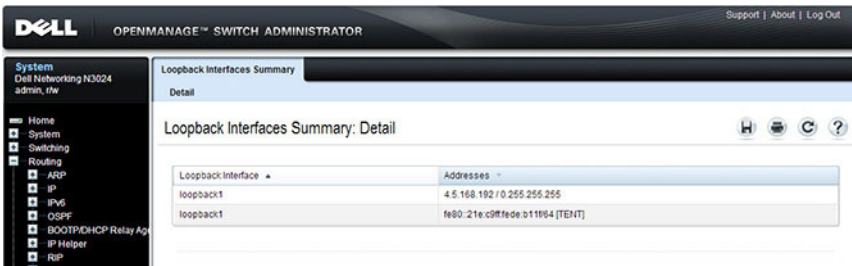 Support | About | Log Out
DELL OPENMANAGE™ SWITCH ADMINISTRATOR
System
Dell Networking N3024
admin, r/w
Loopback Interfaces Summary
Detail
Home
System
Switching
Routing
ARP
IP
IPv6
OSPF
BOOTP/DHCP Relay Age
IP Helper
RIP
Loopback Interfaces Summary: Detail
Loopback Interface Addresses
loopback1 4.5.168.192 / 0.255.255.255
loopback1 fe80::21e:c9ff:fede:b11f/64 [TENT]